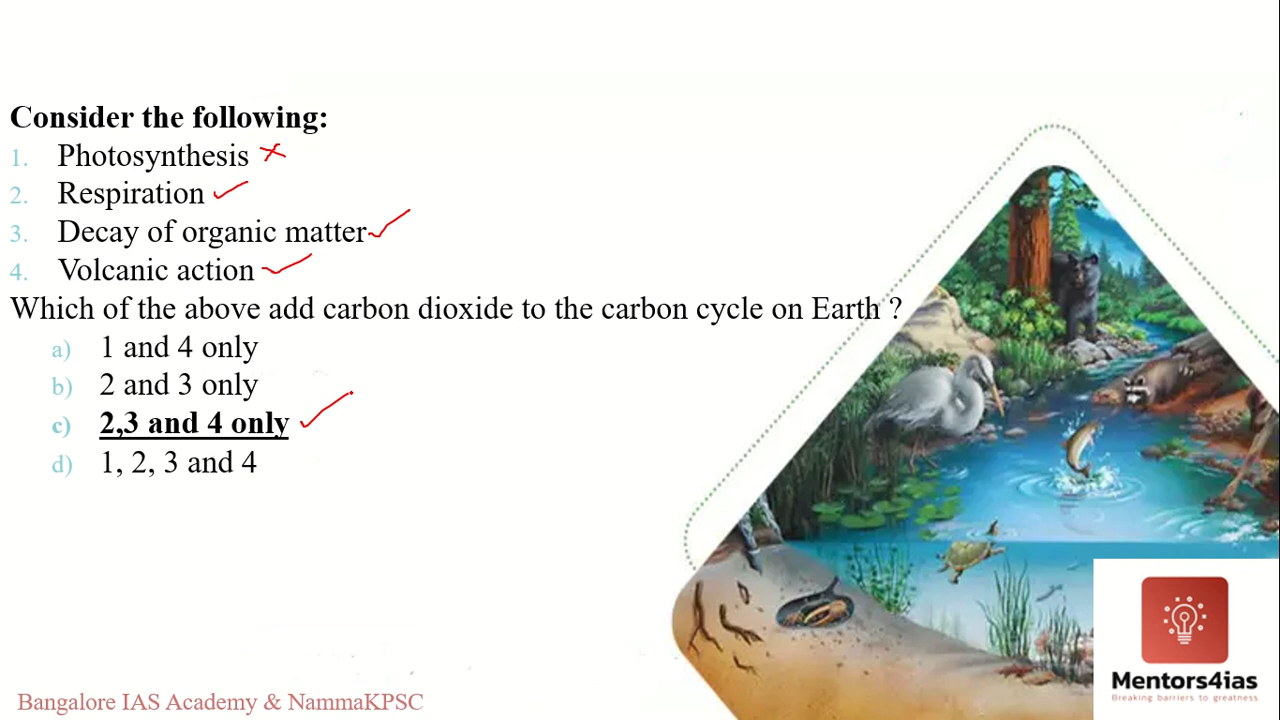 Consider the following:
1. Photosynthesis
2. Respiration
3. Decay of organic matter
4. Volcanic action
Which of the above add carbon dioxide to the carbon cycle on Earth ?
a) 1 and 4 only
b) 2 and 3 only
c) 2,3 and 4 only
d) 1, 2, 3 and 4
Mentors4ias
Breaking barriers to greatness
Bangalore IAS Academy & NammaKPSC